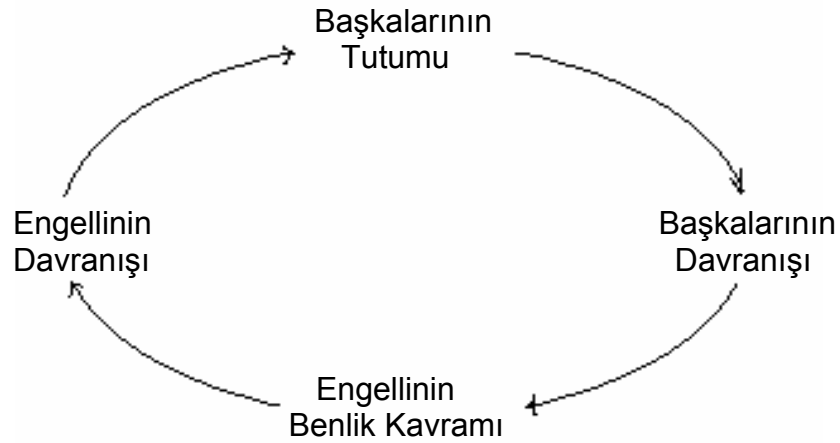 Başkalarının
Tutumu
Engellinin
Davranışı
Başkalarının
Davranışı
Engellinin
Benlik Kavramı